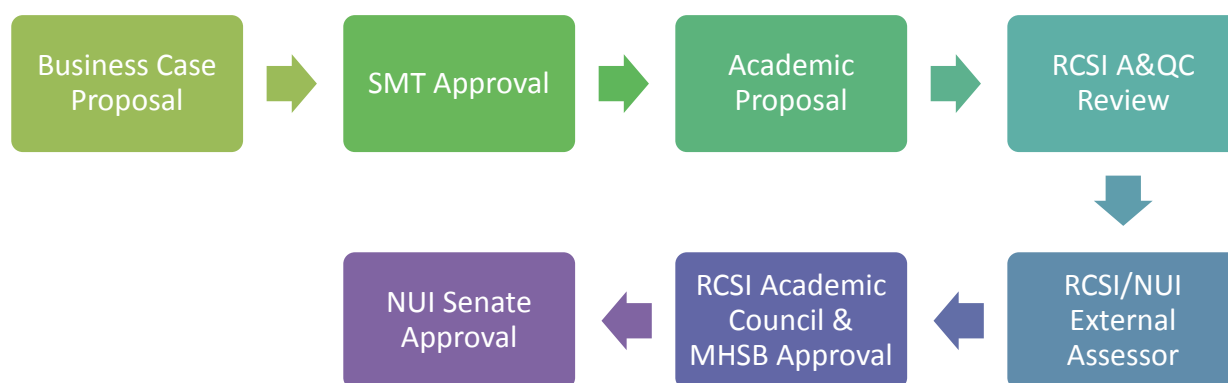 Business Case
Proposal
SMT Approval
Academic
Proposal
RCSI A&QC
Review
RCSI/NUI
External
Assessor
RCSI Academic
Council &
MHSB Approval
NUI Senate
Approval